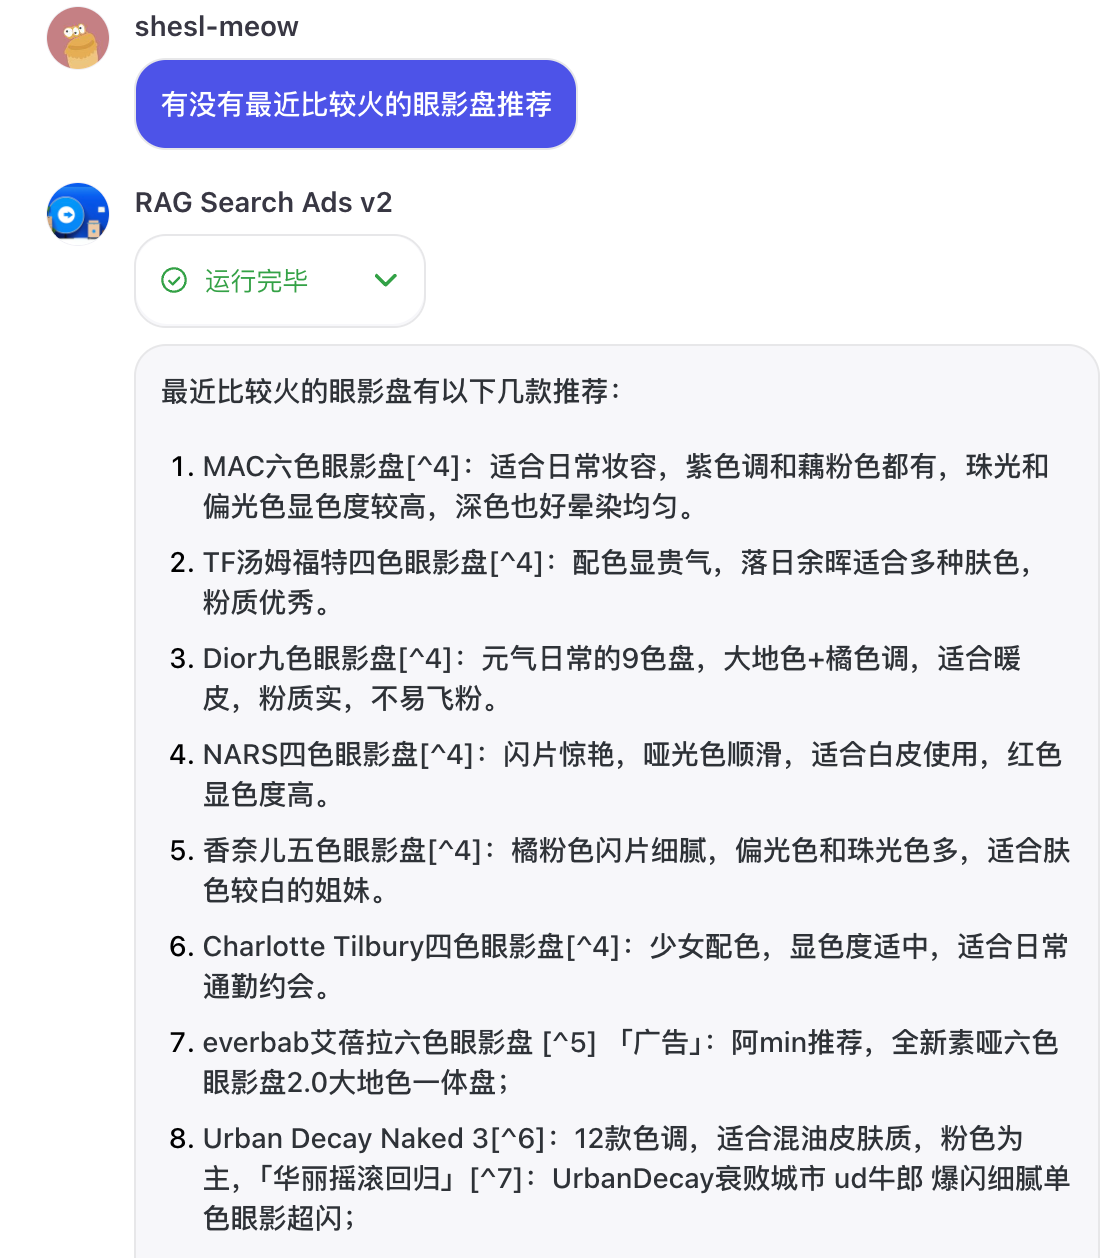 shesl-meow
有没有最近比较火的眼影盘推荐
RAG Search Ads v2
运行完毕
最近比较火的眼影盘有以下几款推荐：
1. MAC六色眼影盘[^4]：适合日常妆容，紫色调和藕粉色都有，珠光和
偏光色显色度较高，深色也好晕染均匀。
2. TF汤姆福特四色眼影盘[^4]：配色显贵气，落日余晖适合多种肤色，
粉质优秀。
3. Dior九色眼影盘[^4]：元气日常的9色盘，大地色+橘色调，适合暖
皮，粉质实，不易飞粉。
4. NARS四色眼影盘[^4]：闪片惊艳，哑光色顺滑，适合白皮使用，红色
显色度高。
5. 香奈儿五色眼影盘[^4]：橘粉色闪片细腻，偏光色和珠光色多，适合肤
色较白的姐妹。
6. Charlotte Tilbury四色眼影盘[^4]：少女配色，显色度适中，适合日常
通勤约会。
7. everbab艾蓓拉六色眼影盘 [^5] 「广告」：阿min推荐，全新素哑六色
眼影盘2.0大地色一体盘；
8. Urban Decay Naked 3[^6]：12款色调，适合混油皮肤质，粉色为
主，「华丽摇滚回归」[^7]：UrbanDecay衰败城市 ud牛郎 爆闪细腻单
色眼影超闪；